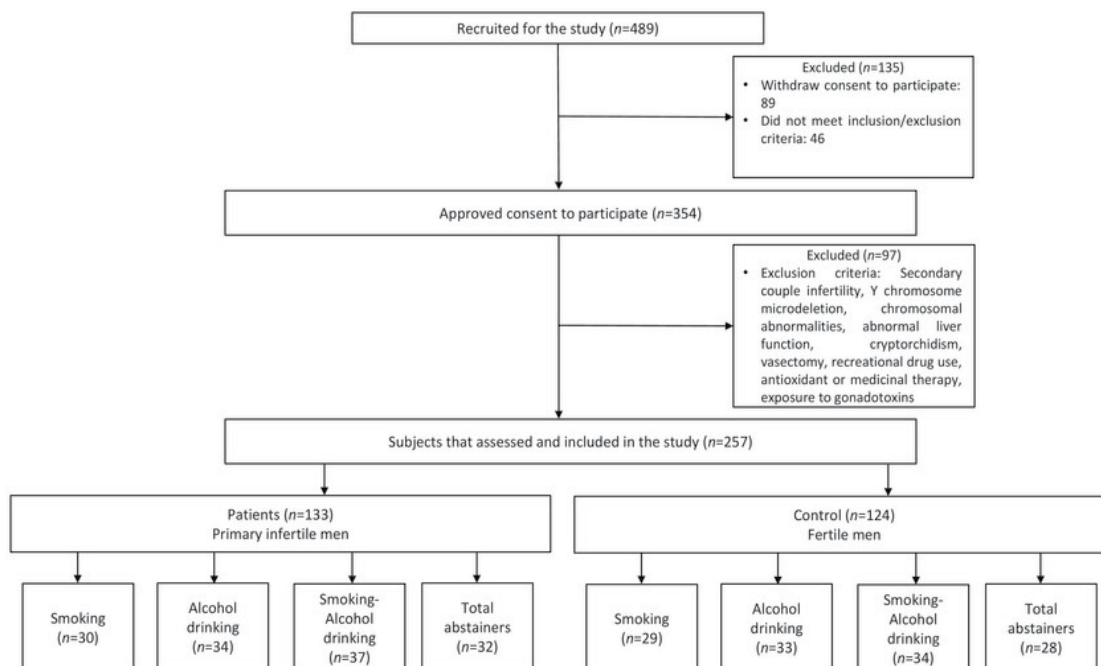 Recruited for the study (n=489)
Excluded (n=135)
• Withdraw consent to participate:
89
• Did not meet inclusion/exclusion
criteria: 46
Approved consent to participate (n=354)
Excluded (n=97)
• Exclusion criteria: Secondary
couple infertility, Y chromosome
microdeletion, chromosomal
abnormalities, abnormal liver
function, cryptorchidism,
vasectomy, recreational drug use,
antioxidant or medicinal therapy,
exposure to gonadotoxins
Subjects that assessed and included in the study (n=257)
Patients (n=133)
Primary infertile men
Control (n=124)
Fertile men
Smoking
(n=30)
Alcohol
drinking
(n=34)
Smoking-
Alcohol
drinking
(n=37)
Total
abstainers
(n=32)
Smoking
(n=29)
Alcohol
drinking
(n=33)
Smoking-
Alcohol
drinking
(n=34)
Total
abstainers
(n=28)